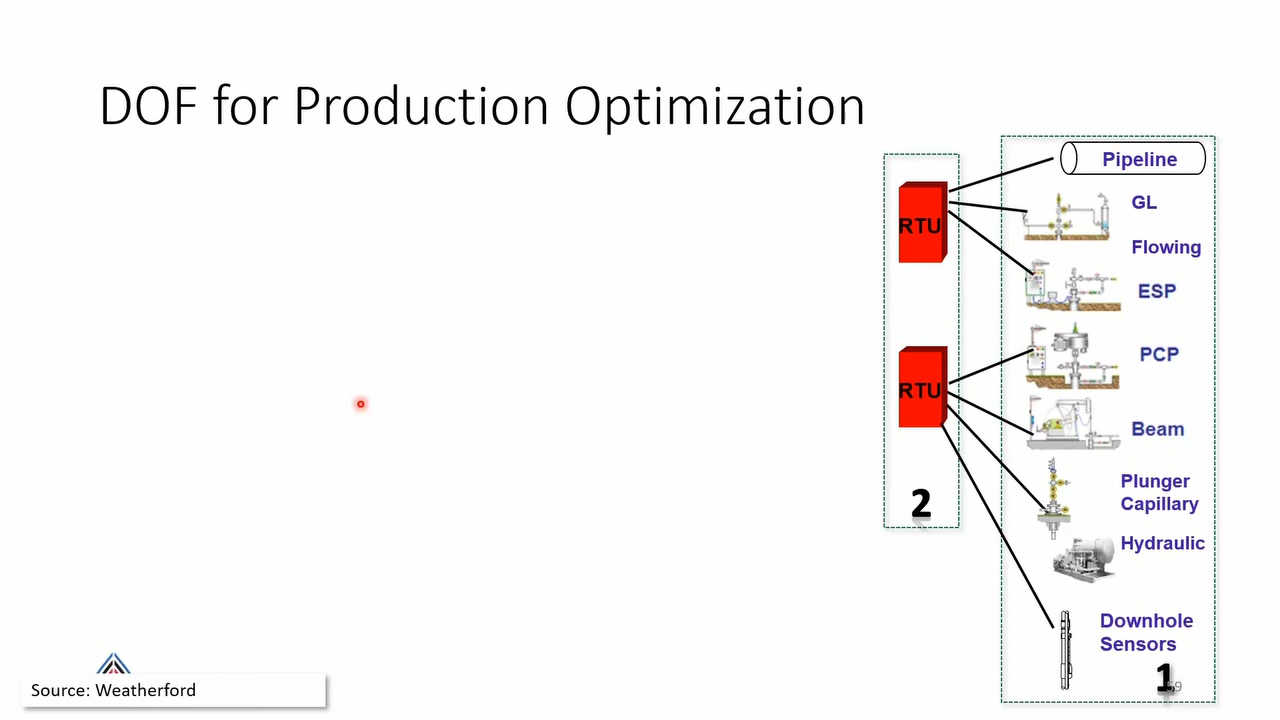 DOF for Production Optimization
Pipeline
RTU
GL
Flowing
ESP
PCP
RTU
Beam
Plunger
Capillary
2
Hydraulic
Downhole
Sensors
1
59
Source: Weatherford